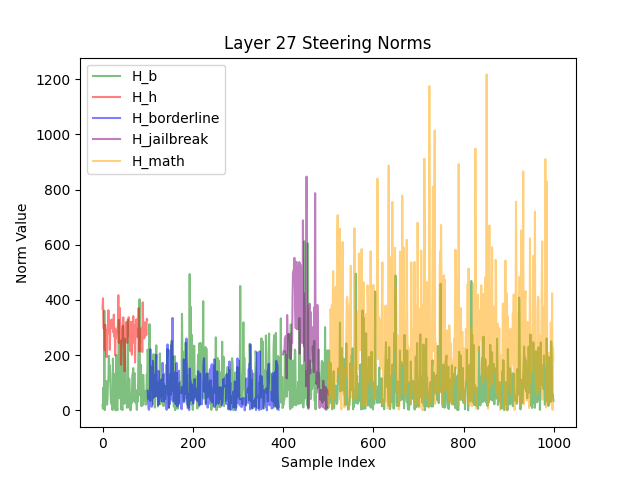 Layer 27 Steering Norms
H_b
H_h
H_borderline
H_jailbreak
H_math
Norm Value
1200
1000
800
600
400
200
0
0 200 400 600 800 1000
Sample Index